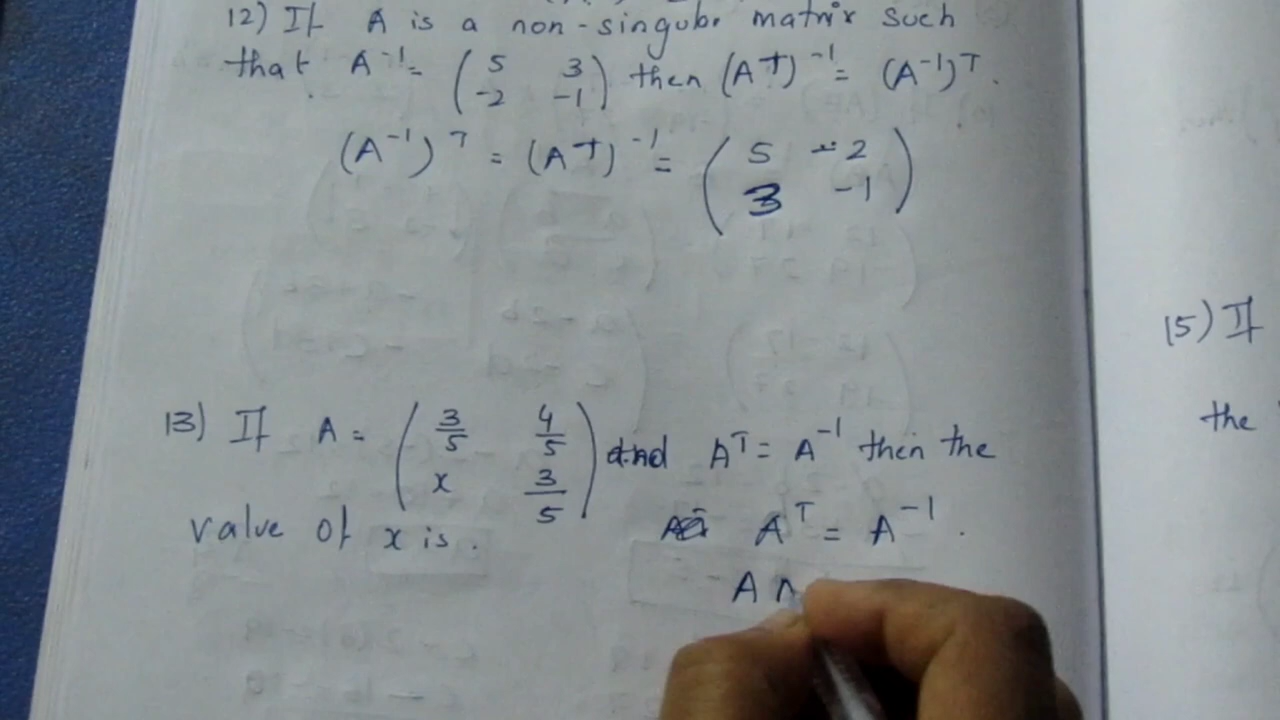 12) If A is a non-singular matrix such
that A⁻¹ = ( 5 3 ) then (Aᵀ)⁻¹ = (A⁻¹)ᵀ.
-2 -1
(A⁻¹)ᵀ = (Aᵀ)⁻¹ = ( 5 -2 )
3 -1
13) If A = ( 3/5 4/5 ) and Aᵀ = A⁻¹ then the
x 3/5
value of x is.
Aᵀ = A⁻¹.
A
15) If
the